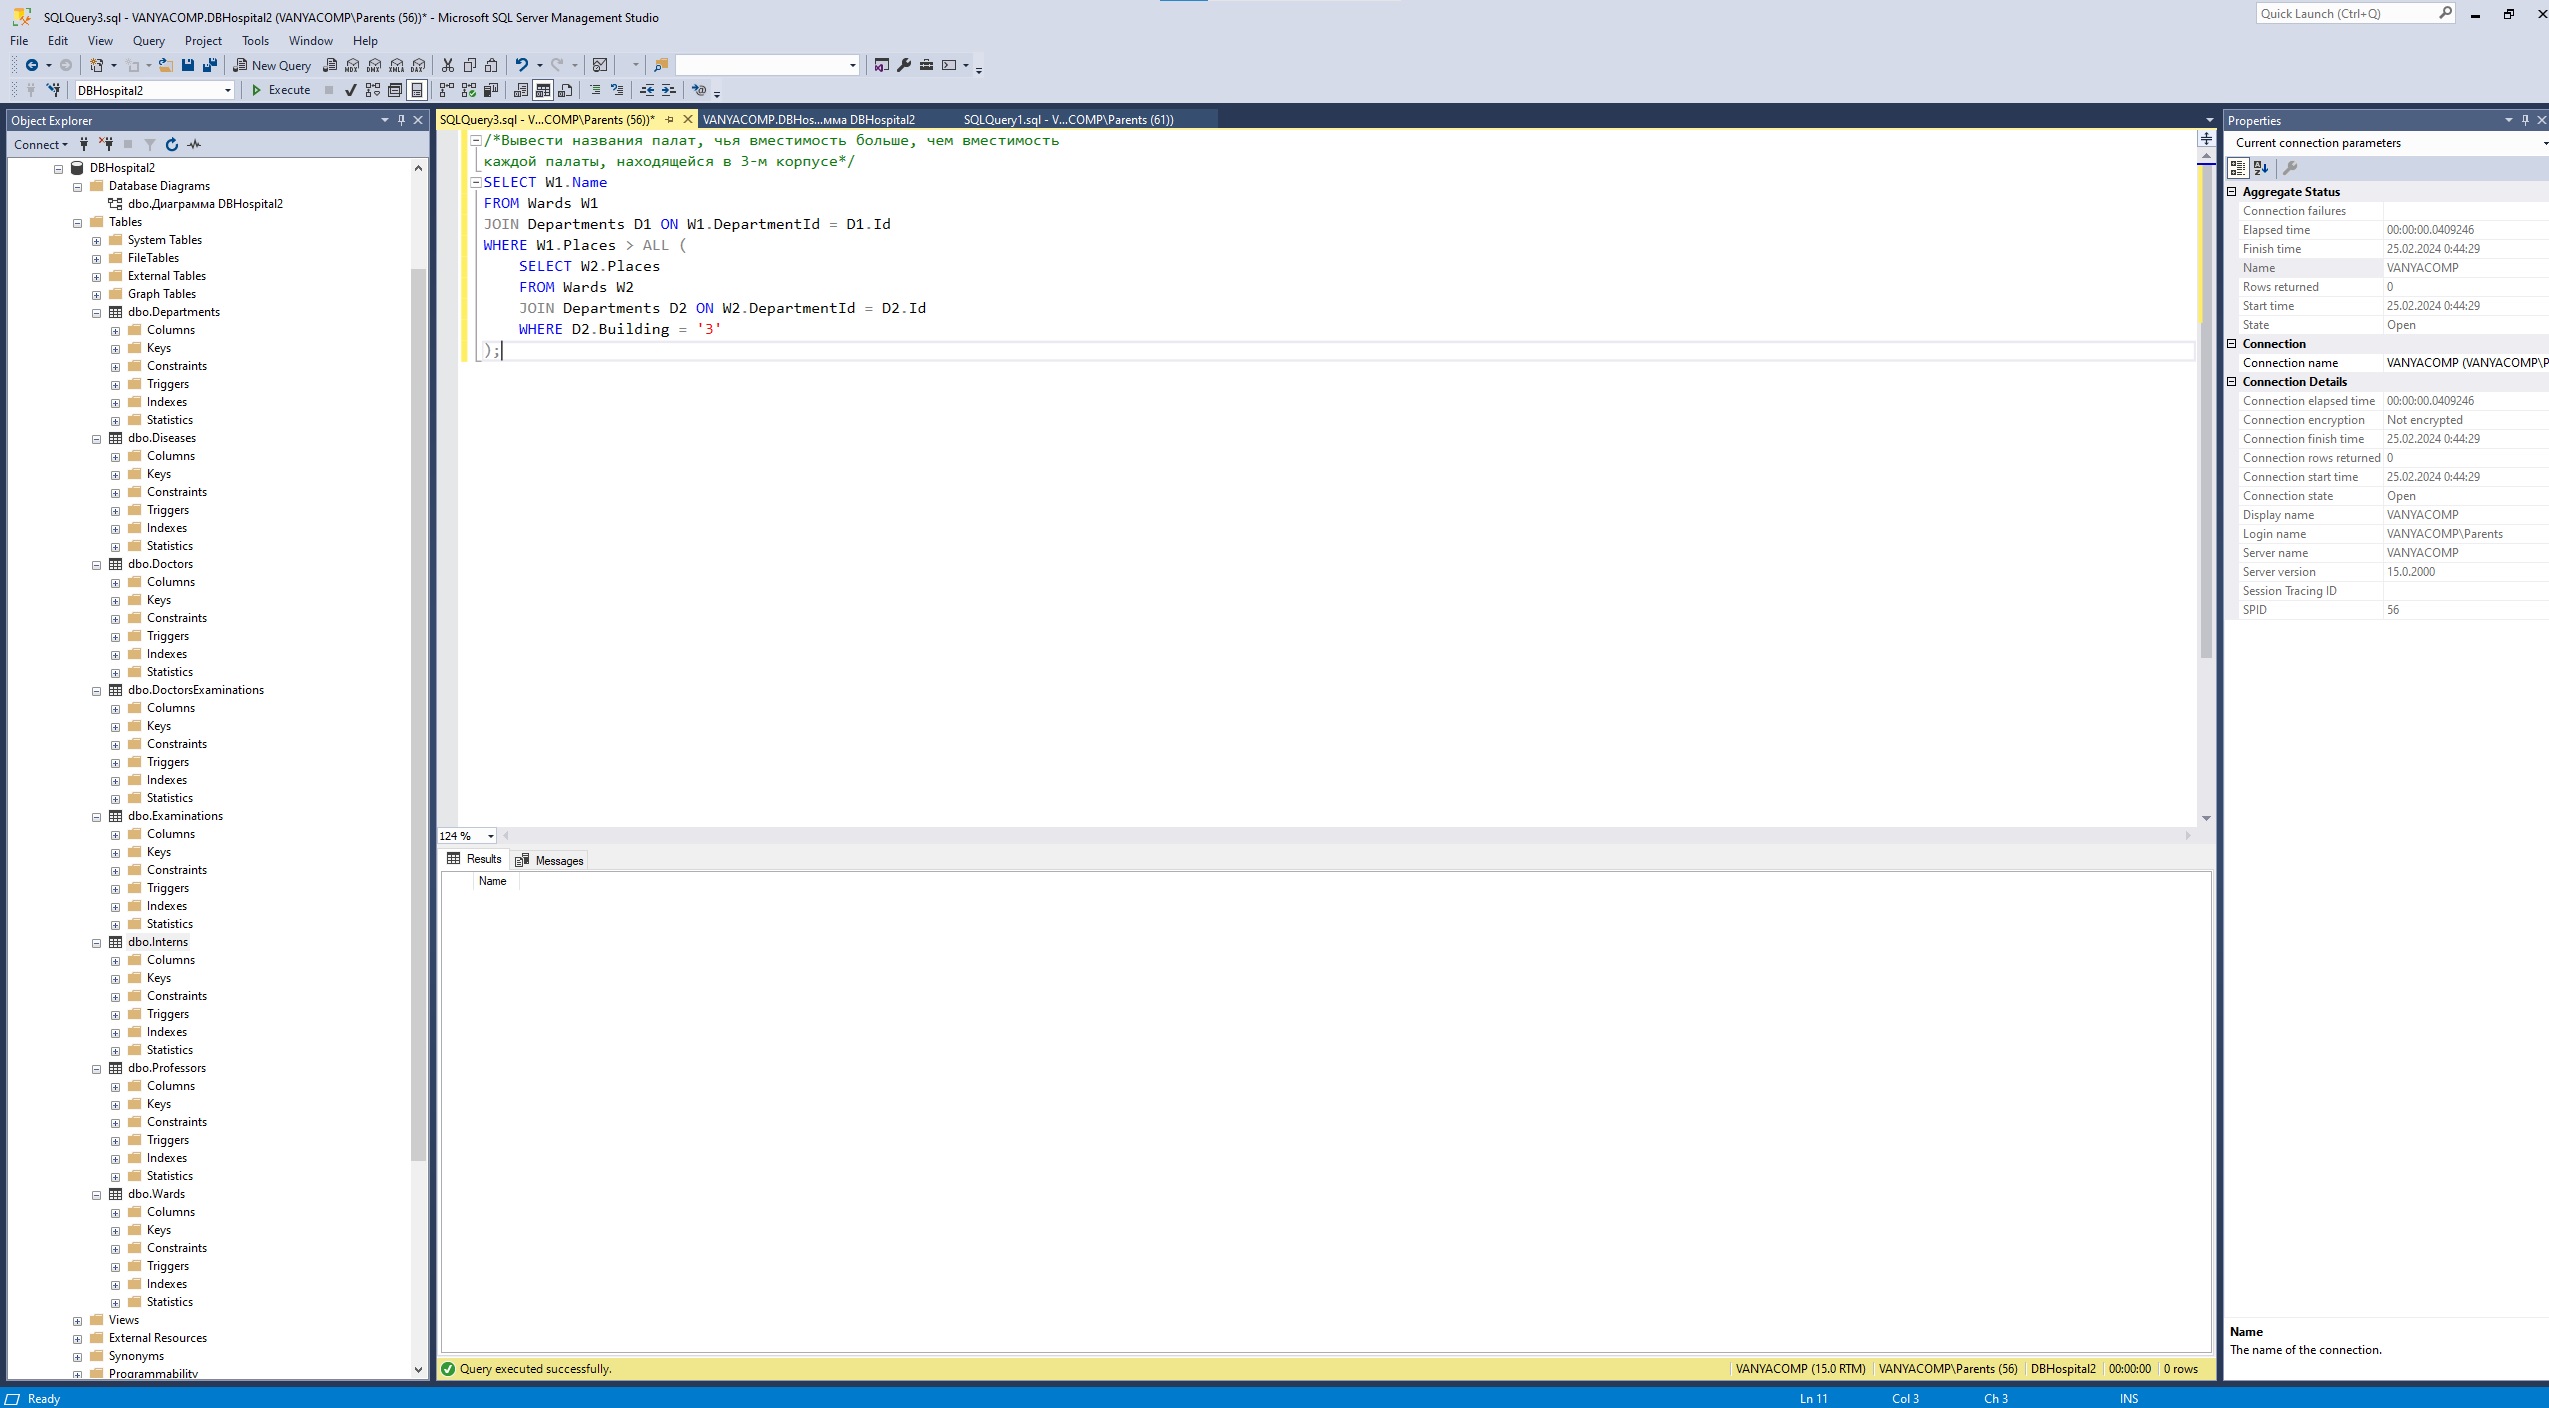 SQLQuery3.sql - VANYACOMP.DBHospital2 (VANYACOMP\Parents (56))* - Microsoft SQL Server Management Studio
Quick Launch (Ctrl+Q)
File Edit View Query Project Tools Window Help
New Query
DBHospital2 Execute
Object Explorer
Connect
DBHospital2
Database Diagrams
dbo.Диаграмма DBHospital2
Tables
System Tables
FileTables
External Tables
Graph Tables
dbo.Departments
Columns
Keys
Constraints
Triggers
Indexes
Statistics
dbo.Diseases
Columns
Keys
Constraints
Triggers
Indexes
Statistics
dbo.Doctors
Columns
Keys
Constraints
Triggers
Indexes
Statistics
dbo.DoctorsExaminations
Columns
Keys
Constraints
Triggers
Indexes
Statistics
dbo.Examinations
Columns
Keys
Constraints
Triggers
Indexes
Statistics
dbo.Interns
Columns
Keys
Constraints
Triggers
Indexes
Statistics
dbo.Professors
Columns
Keys
Constraints
Triggers
Indexes
Statistics
dbo.Wards
Columns
Keys
Constraints
Triggers
Indexes
Statistics
Views
External Resources
Synonyms
Programmability
SQLQuery3.sql - V...COMP\Parents (56))* VANYACOMP.DBHos...мма DBHospital2 SQLQuery1.sql - V...COMP\Parents (61))
/*Вывести названия палат, чья вместимость больше, чем вместимость
каждой палаты, находящейся в 3-м корпусе*/
SELECT W1.Name
FROM Wards W1
JOIN Departments D1 ON W1.DepartmentId = D1.Id
WHERE W1.Places > ALL (
SELECT W2.Places
FROM Wards W2
JOIN Departments D2 ON W2.DepartmentId = D2.Id
WHERE D2.Building = '3'
);
124 %
Results Messages
Name
Query executed successfully. VANYACOMP (15.0 RTM) VANYACOMP\Parents (56) DBHospital2 00:00:00 0 rows
Properties
Current connection parameters
Aggregate Status
Connection failures
Elapsed time 00:00:00.0409246
Finish time 25.02.2024 0:44:29
Name VANYACOMP
Rows returned 0
Start time 25.02.2024 0:44:29
State Open
Connection
Connection name VANYACOMP (VANYACOMP\P
Connection Details
Connection elapsed time 00:00:00.0409246
Connection encryption Not encrypted
Connection finish time 25.02.2024 0:44:29
Connection rows returned 0
Connection start time 25.02.2024 0:44:29
Connection state Open
Display name VANYACOMP
Login name VANYACOMP\Parents
Server name VANYACOMP
Server version 15.0.2000
Session Tracing ID
SPID 56
Name
The name of the connection.
Ready Ln 11 Col 3 Ch 3 INS